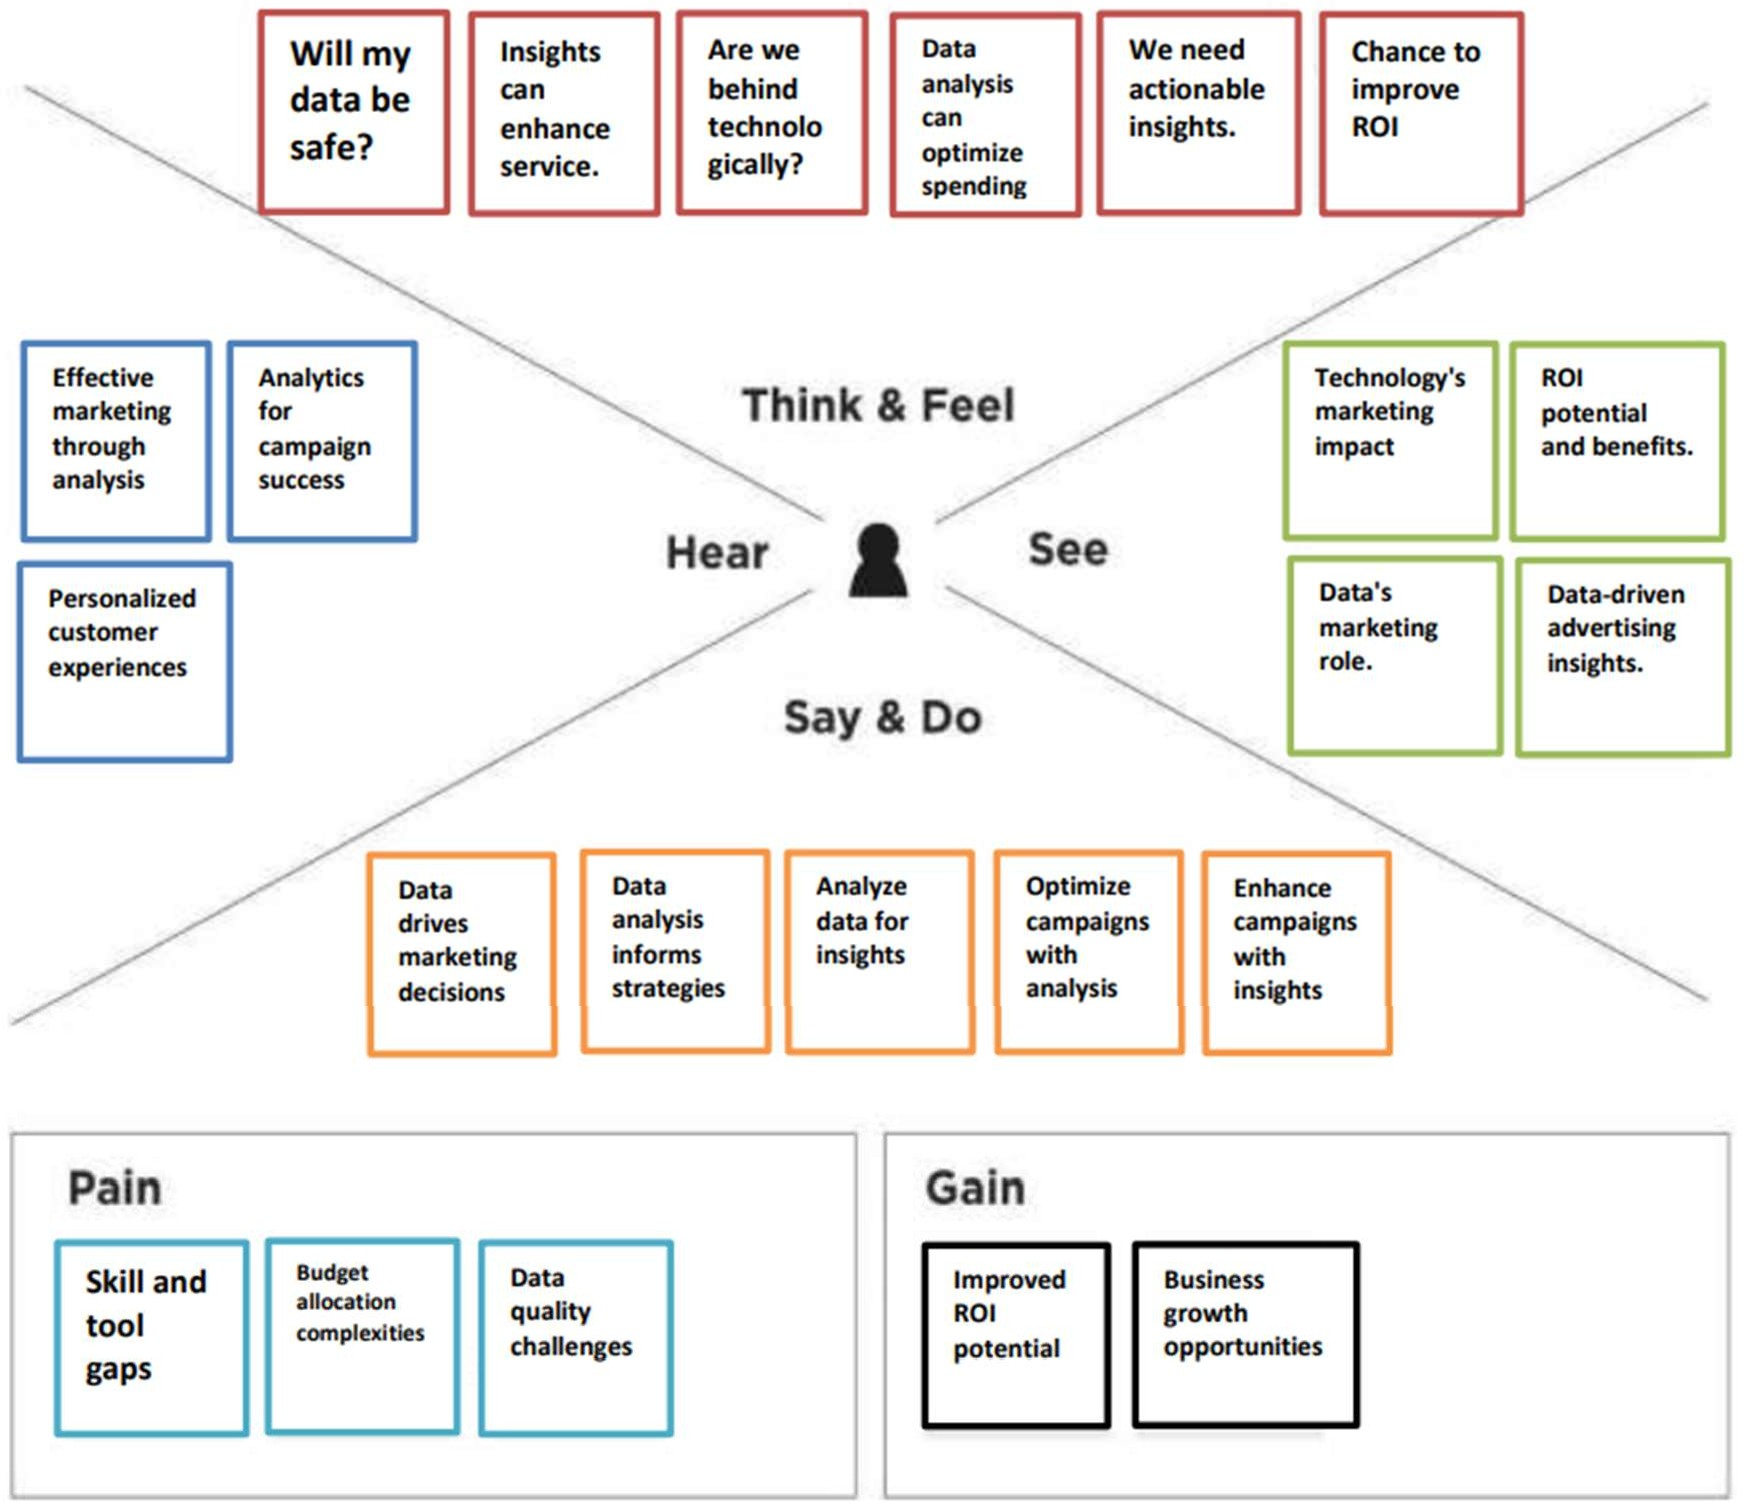 Will my
data be
safe?
Insights
can
enhance
service.
Are we
behind
technolo
gically?
Data
analysis
can
optimize
spending
We need
actionable
insights.
Chance to
improve
ROI
Think & Feel
Effective
marketing
through
analysis
Analytics
for
campaign
success
Personalized
customer
experiences
Hear
See
Technology's
marketing
impact
ROI
potential
and benefits.
Data's
marketing
role.
Data-driven
advertising
insights.
Say & Do
Data
drives
marketing
decisions
Data
analysis
informs
strategies
Analyze
data for
insights
Optimize
campaigns
with
analysis
Enhance
campaigns
with
insights
Pain
Skill and
tool
gaps
Budget
allocation
complexities
Data
quality
challenges
Gain
Improved
ROI
potential
Business
growth
opportunities